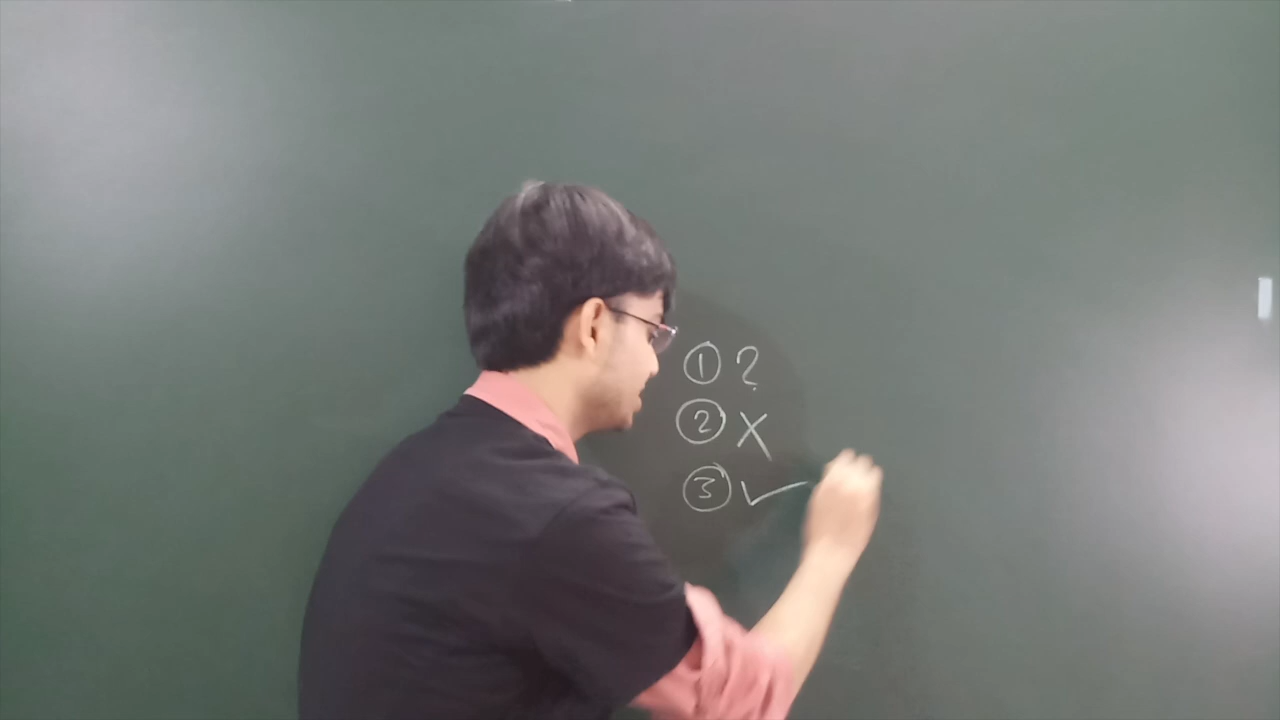 ① ?
② X
③ ✓